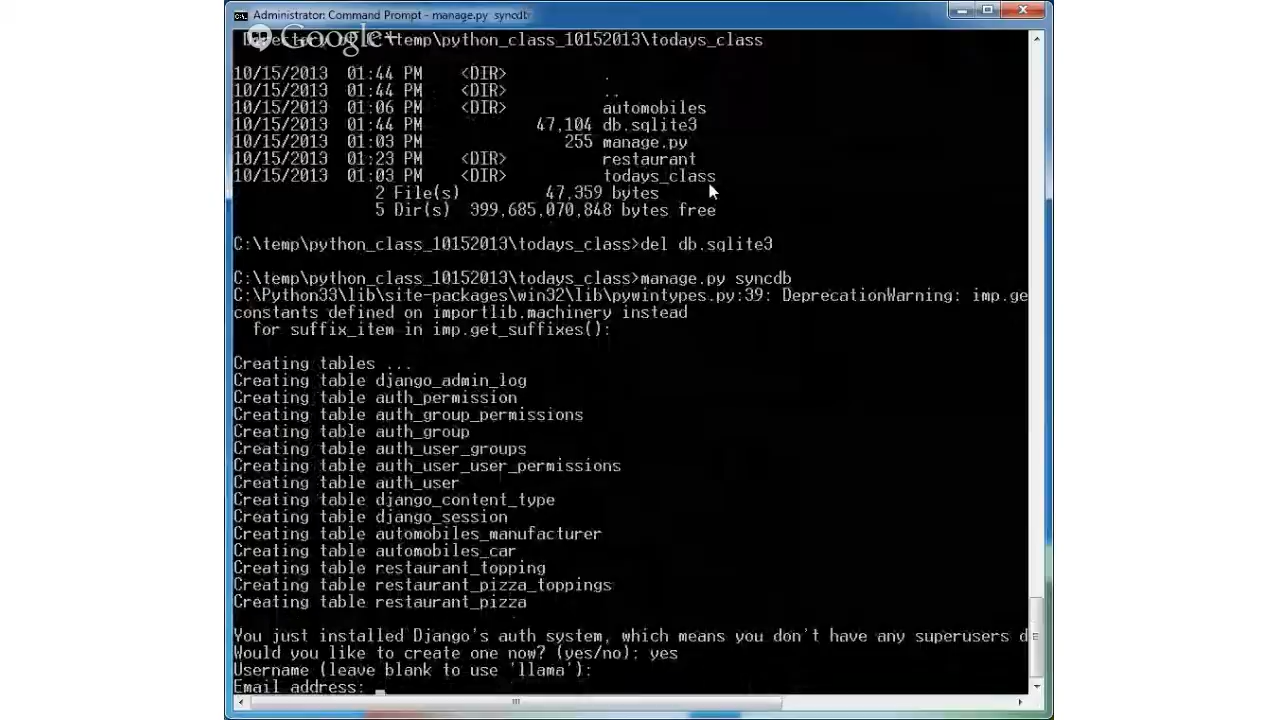 Administrator: Command Prompt - manage.py syncdb
Google+
:\temp\python_class_10152013\todays_class
10/15/2013 01:44 PM <DIR> .
10/15/2013 01:44 PM <DIR> ..
10/15/2013 01:06 PM <DIR> automobiles
10/15/2013 01:44 PM 47,104 db.sqlite3
10/15/2013 01:03 PM 255 manage.py
10/15/2013 01:23 PM <DIR> restaurant
10/15/2013 01:03 PM <DIR> todays_class
2 File(s) 47,359 bytes
5 Dir(s) 399,685,070,848 bytes free
C:\temp\python_class_10152013\todays_class>del db.sqlite3
C:\temp\python_class_10152013\todays_class>manage.py syncdb
C:\Python33\lib\site-packages\win32\lib\pywintypes.py:39: DeprecationWarning: imp.ge
constants defined on importlib.machinery instead
for suffix_item in imp.get_suffixes():
Creating tables ...
Creating table django_admin_log
Creating table auth_permission
Creating table auth_group_permissions
Creating table auth_group
Creating table auth_user_groups
Creating table auth_user_user_permissions
Creating table auth_user
Creating table django_content_type
Creating table django_session
Creating table automobiles_manufacturer
Creating table automobiles_car
Creating table restaurant_topping
Creating table restaurant_pizza_toppings
Creating table restaurant_pizza
You just installed Django's auth system, which means you don't have any superusers d
Would you like to create one now? (yes/no): yes
Username (leave blank to use 'llama'):
Email address: